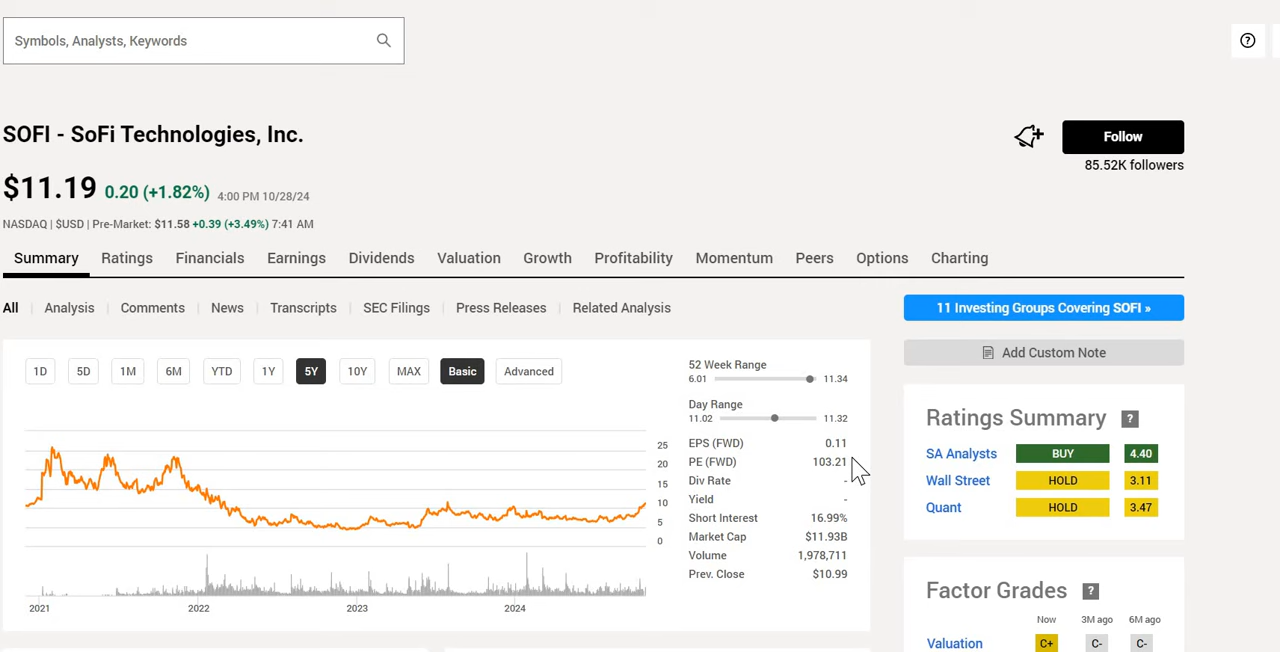 Symbols, Analysts, Keywords
SOFI - SoFi Technologies, Inc.
Follow
85.52K followers
$11.19 0.20 (+1.82%) 4:00 PM 10/28/24
NASDAQ | $USD | Pre-Market: $11.58 +0.39 (+3.49%) 7:41 AM
Summary Ratings Financials Earnings Dividends Valuation Growth Profitability Momentum Peers Options Charting
All | Analysis | Comments | News | Transcripts | SEC Filings | Press Releases | Related Analysis
11 Investing Groups Covering SOFI »
Add Custom Note
1D 5D 1M 6M YTD 1Y 5Y 10Y MAX Basic Advanced
25
20
15
10
5
0
2021 2022 2023 2024
52 Week Range
6.01 11.34
Day Range
11.02 11.32
EPS (FWD) 0.11
PE (FWD) 103.21
Div Rate -
Yield -
Short Interest 16.99%
Market Cap $11.93B
Volume 1,978,711
Prev. Close $10.99
Ratings Summary ?
SA Analysts BUY 4.40
Wall Street HOLD 3.11
Quant HOLD 3.47
Factor Grades ?
Now 3M ago 6M ago
Valuation C+ C- C-